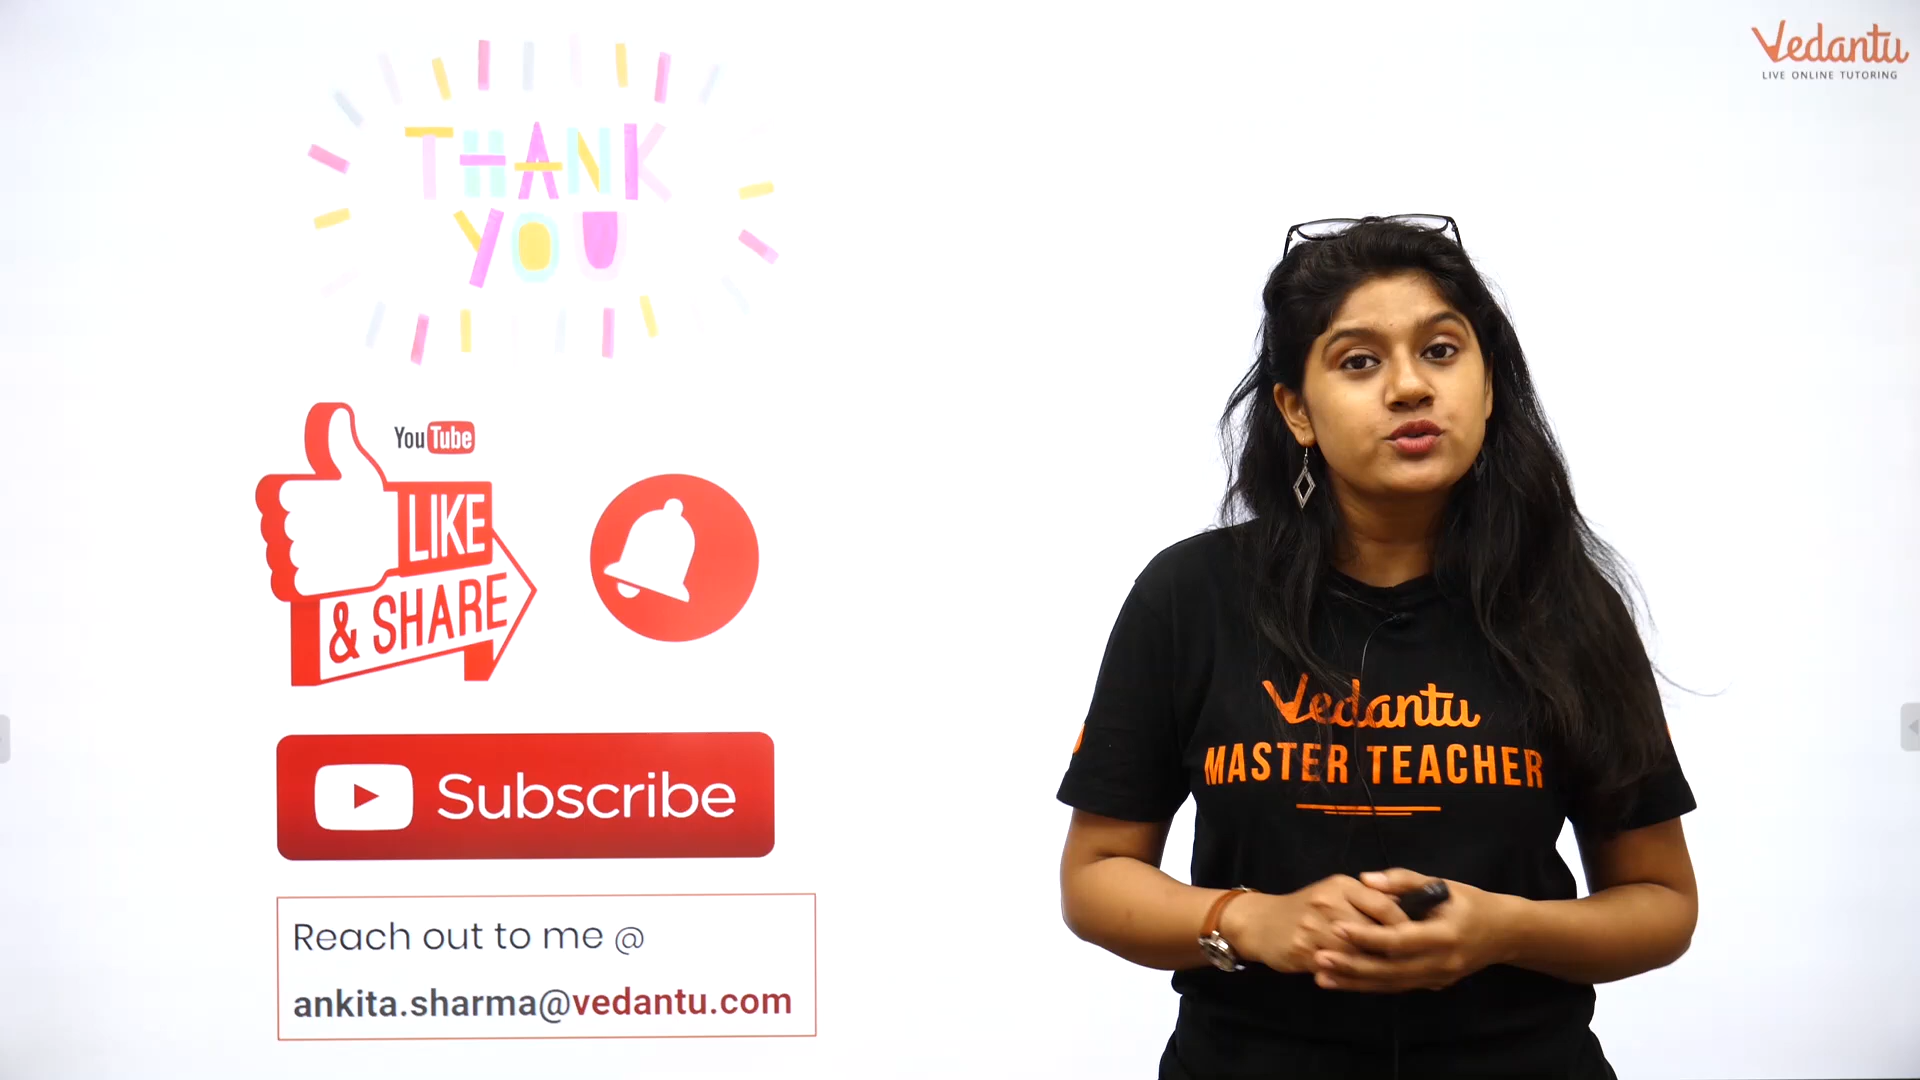 Vedantu
LIVE ONLINE TUTORING
THANK
YOU
YouTube
LIKE
& SHARE
Subscribe
Reach out to me @
ankita.sharma@vedantu.com
Vedantu
MASTER TEACHER